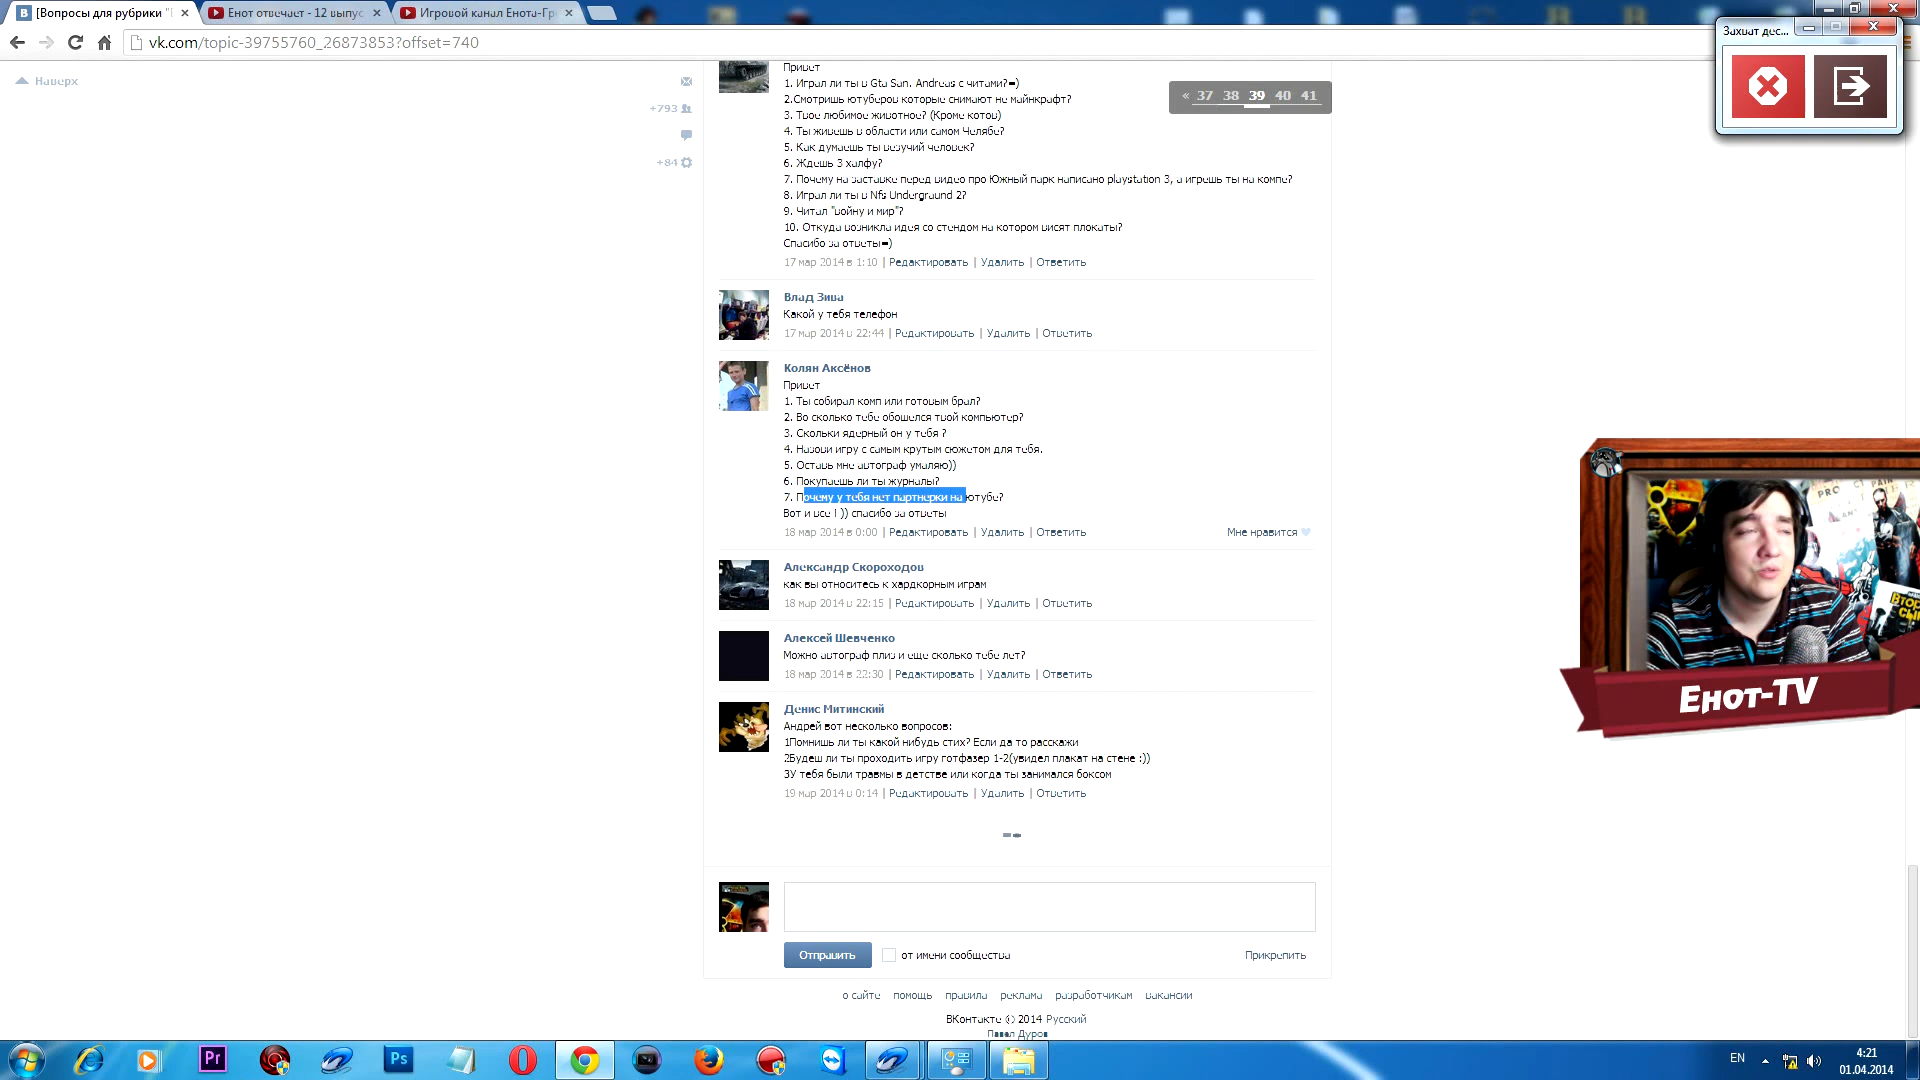 [Вопросы для рубрики "
Енот отвечает - 12 выпус
Игровой канал Енота-Гр
vk.com/topic-39755760_26873853?offset=740
Захват дес...
Наверх
+793
+84
« 37 38 39 40 41
Привет
1. Играл ли ты в Gta San. Andreas с читами?=)
2.Смотришь ютуберов которые снимают не майнкрафт?
3. Твое любимое животное? (Кроме котов)
4. Ты живешь в области или самом Челябе?
5. Как думаешь ты везучий человек?
6. Ждешь 3 халфу?
7. Почему на заставке перед видео про Южный парк написано playstation 3, а игрешь ты на компе?
8. Играл ли ты в Nfs Undergraund 2?
9. Читал "войну и мир"?
10. Откуда возникла идея со стендом на котором висят плокаты?
Спасибо за ответы=)
17 мар 2014 в 1:10 | Редактировать | Удалить | Ответить
Влад Зива
Какой у тебя телефон
17 мар 2014 в 22:44 | Редактировать | Удалить | Ответить
Колян Аксёнов
Привет
1. Ты собирал комп или готовым брал?
2. Во сколько тебе обошелся твой компьютер?
3. Скольки ядерный он у тебя ?
4. Назови игру с самым крутым сюжетом для тебя.
5. Оставь мне автограф умаляю))
6. Покупаешь ли ты журналы?
7. Почему у тебя нет партнерки на ютубе?
Вот и все ! )) спасибо за ответы
18 мар 2014 в 0:00 | Редактировать | Удалить | Ответить
Мне нравится
Александр Скороходов
как вы относитесь к хардкорным играм
18 мар 2014 в 22:15 | Редактировать | Удалить | Ответить
Алексей Шевченко
Можно автограф плиз и еще сколько тебе лет?
18 мар 2014 в 22:30 | Редактировать | Удалить | Ответить
Енот-TV
Денис Митинский
Андрей вот несколько вопросов:
1Помнишь ли ты какой нибудь стих? Если да то расскажи
2Будеш ли ты проходить игру готфазер 1-2(увидел плакат на стене :))
3У тебя были травмы в детстве или когда ты занимался боксом
19 мар 2014 в 0:14 | Редактировать | Удалить | Ответить
Отправить
от имени сообщества
Прикрепить
о сайте помощь правила реклама разработчикам вакансии
ВКонтакте © 2014 Русский
Павел Дуров
Pr
Ps
EN
4:21
01.04.2014